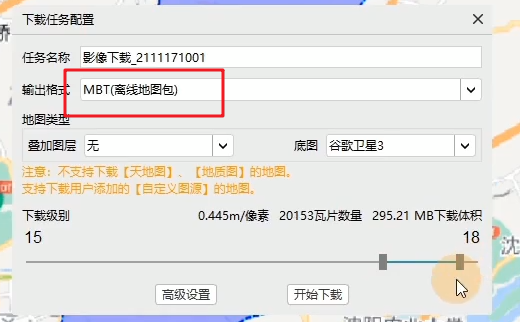 下载任务配置
任务名称 影像下载_2111171001
输出格式 MBT(离线地图包)
地图类型
叠加图层 无 底图 谷歌卫星3
注意：不支持下载【天地图】、【地质图】的地图。
支持下载用户添加的【自定义图源】的地图。
下载级别 0.445m/像素 20153瓦片数量 295.21 MB下载体积
15 18
高级设置 开始下载